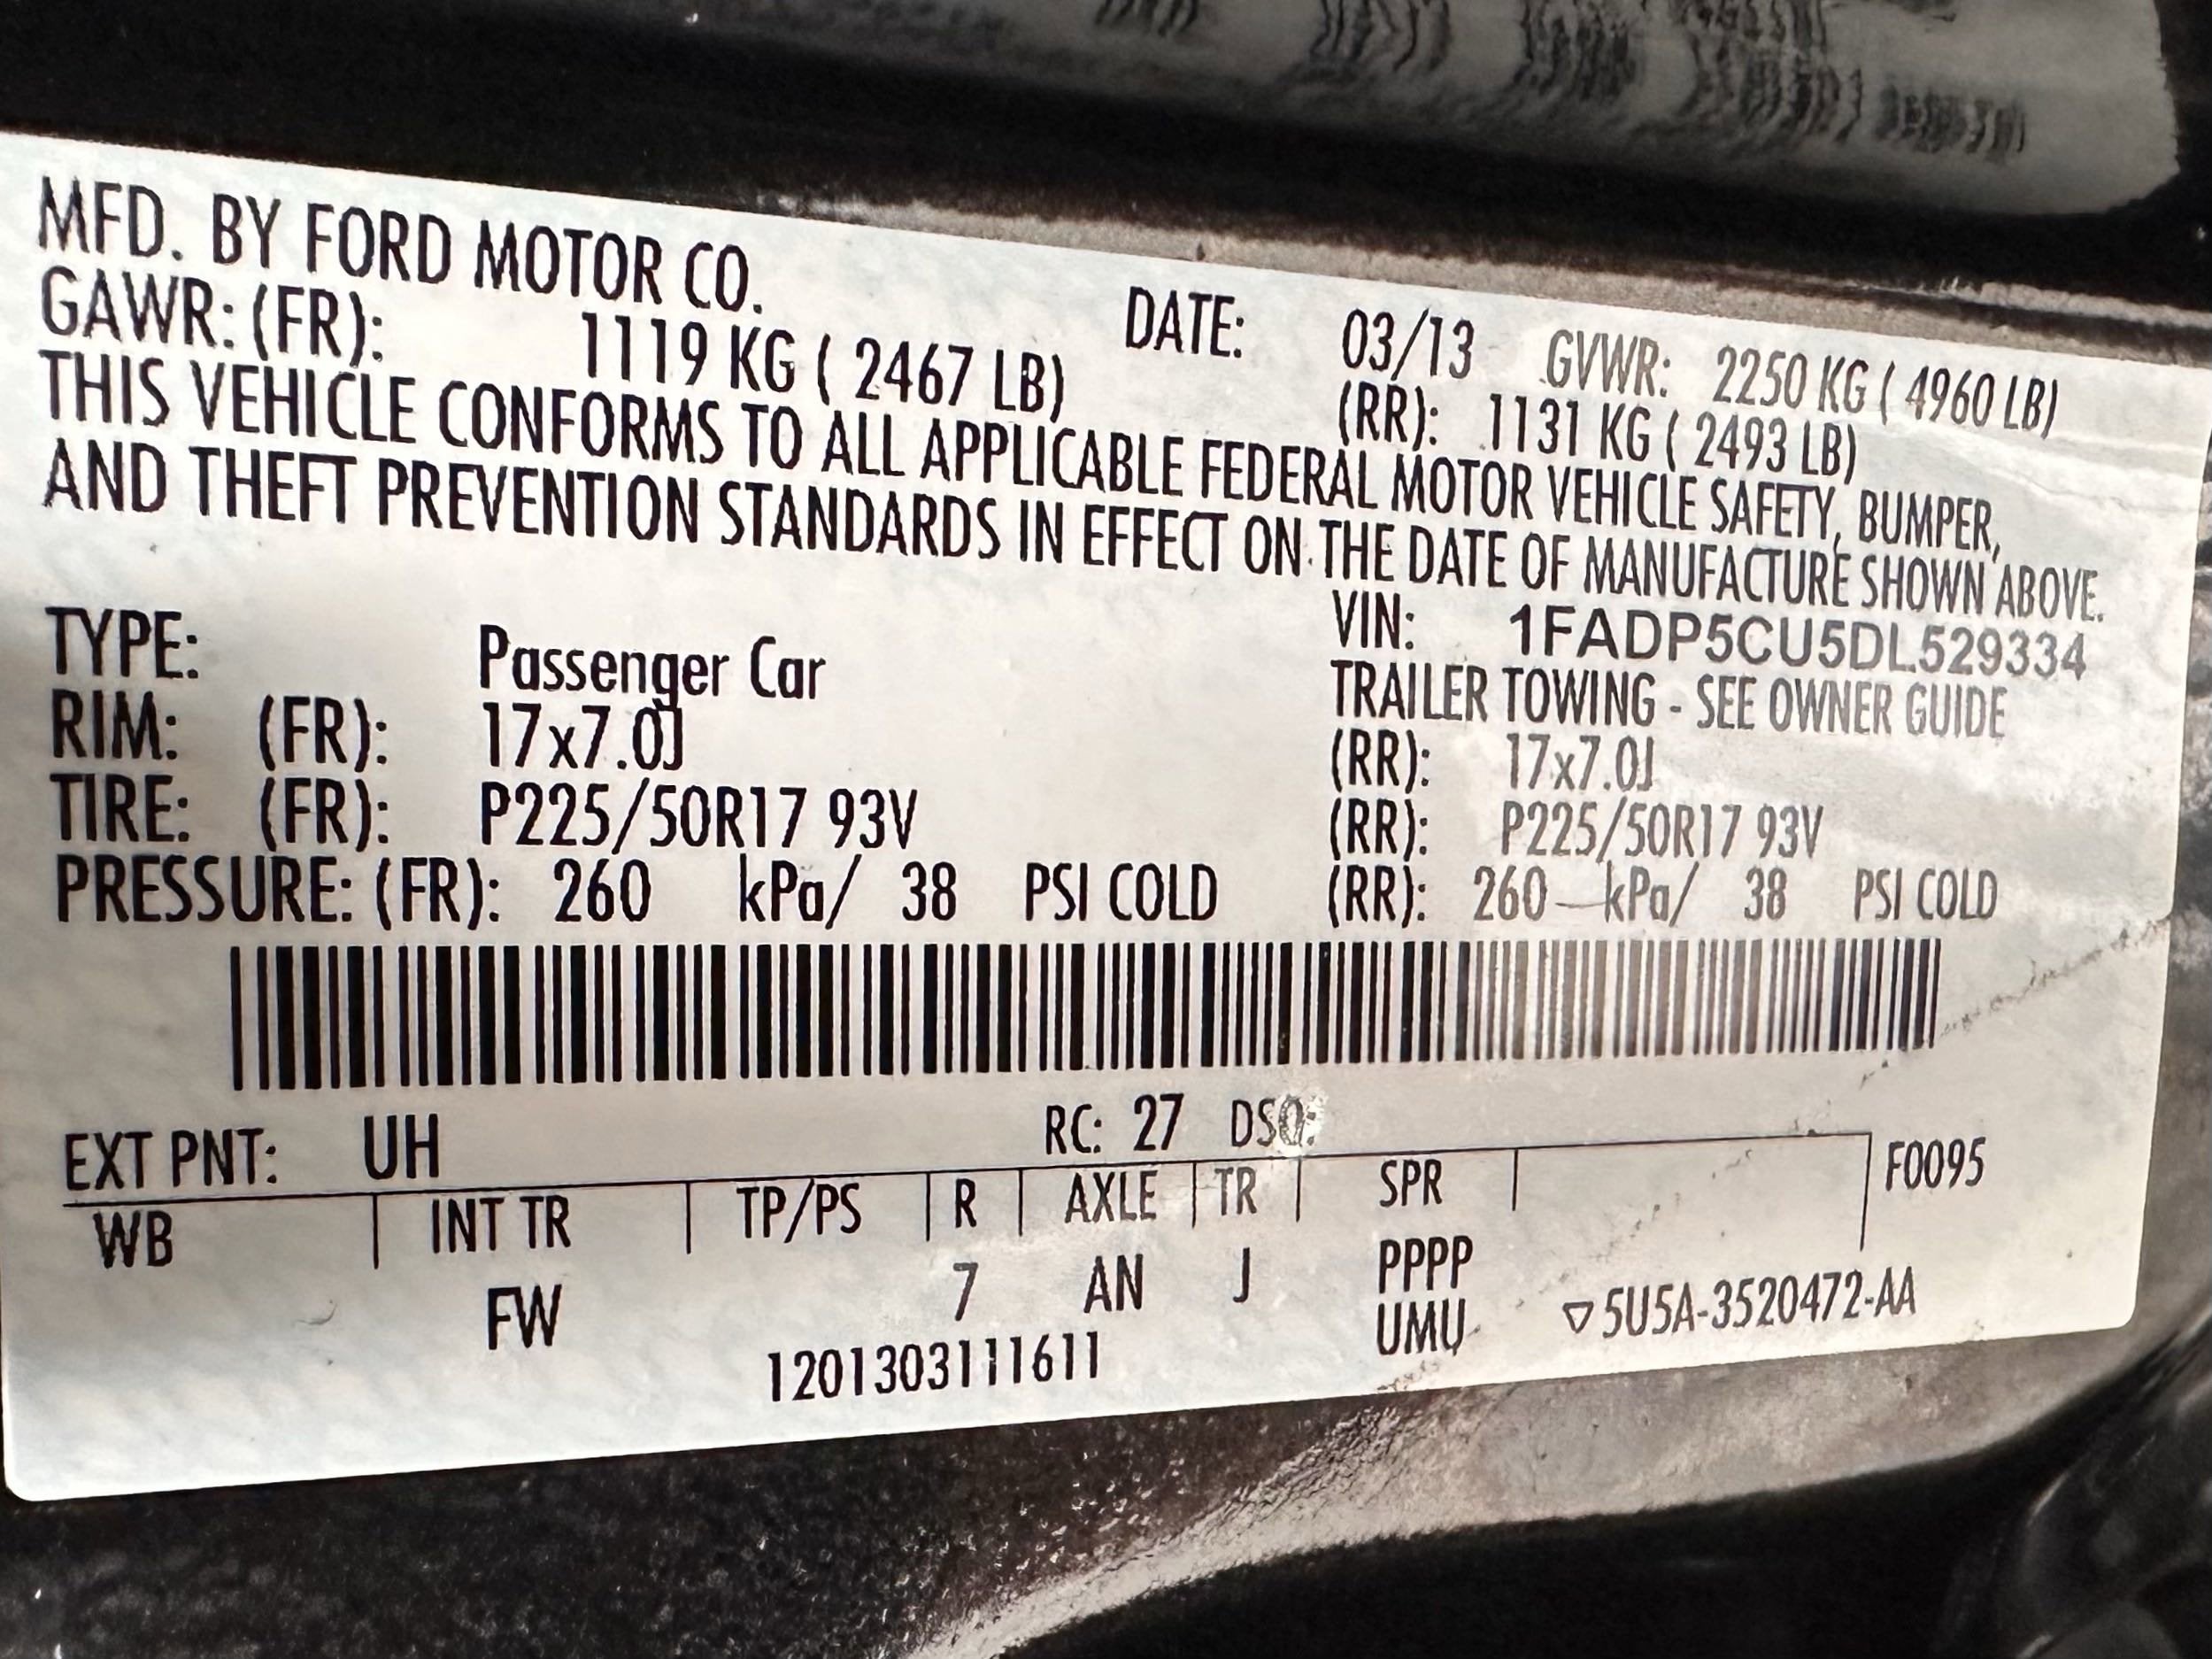 MFD. BY FORD MOTOR CO. DATE: 03/13 GVWR: 2250 KG ( 4960 LB)
GAWR: (FR): 1119 KG ( 2467 LB) (RR): 1131 KG ( 2493 LB)
THIS VEHICLE CONFORMS TO ALL APPLICABLE FEDERAL MOTOR VEHICLE SAFETY, BUMPER,
AND THEFT PREVENTION STANDARDS IN EFFECT ON THE DATE OF MANUFACTURE SHOWN ABOVE.
VIN: 1FADP5CU5DL529334
TYPE: Passenger Car TRAILER TOWING - SEE OWNER GUIDE
RIM: (FR): 17x7.0J (RR): 17x7.0J
TIRE: (FR): P225/50R17 93V (RR): P225/50R17 93V
PRESSURE: (FR): 260 kPa/ 38 PSI COLD (RR): 260 kPa/ 38 PSI COLD
EXT PNT: UH RC: 27 DSO: F0095
WB INT TR TP/PS R AXLE TR SPR
FW 7 AN J PPPP
UMU ▽5U5A-3520472-AA
1201303111611